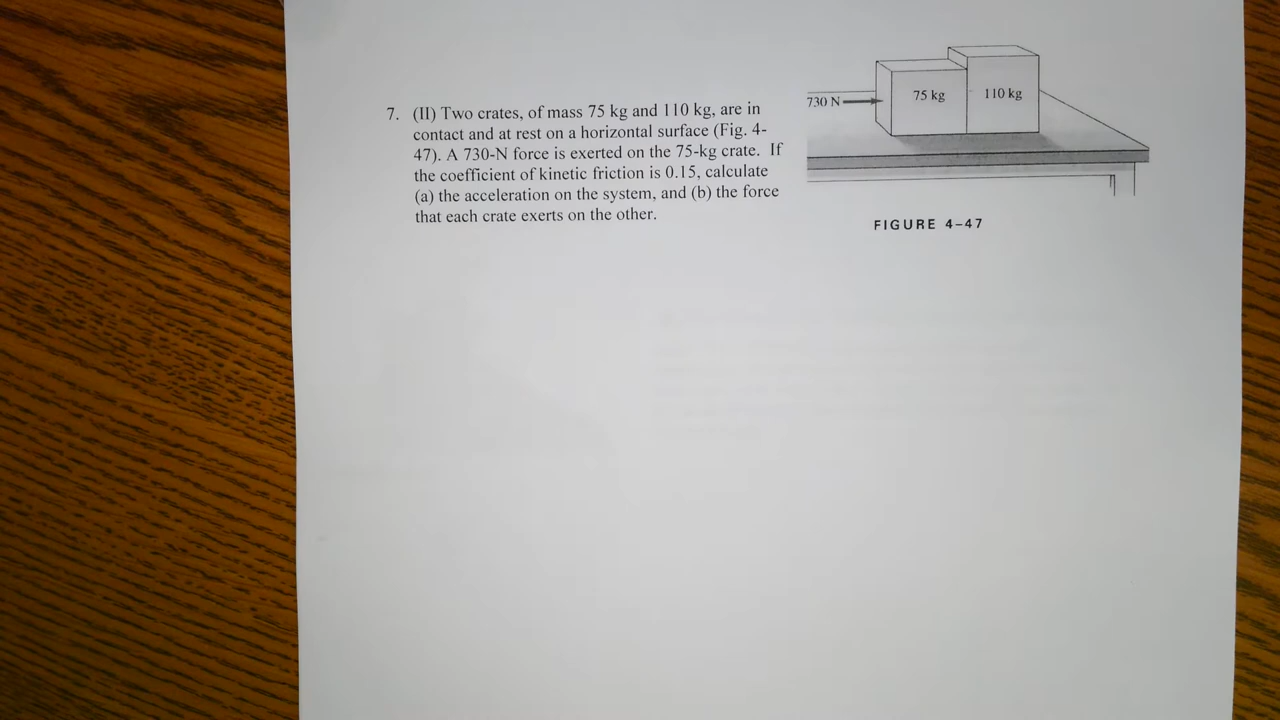 7. (II) Two crates, of mass 75 kg and 110 kg, are in
contact and at rest on a horizontal surface (Fig. 4-
47). A 730-N force is exerted on the 75-kg crate. If
the coefficient of kinetic friction is 0.15, calculate
(a) the acceleration on the system, and (b) the force
that each crate exerts on the other.
730 N
75 kg
110 kg
FIGURE 4–47